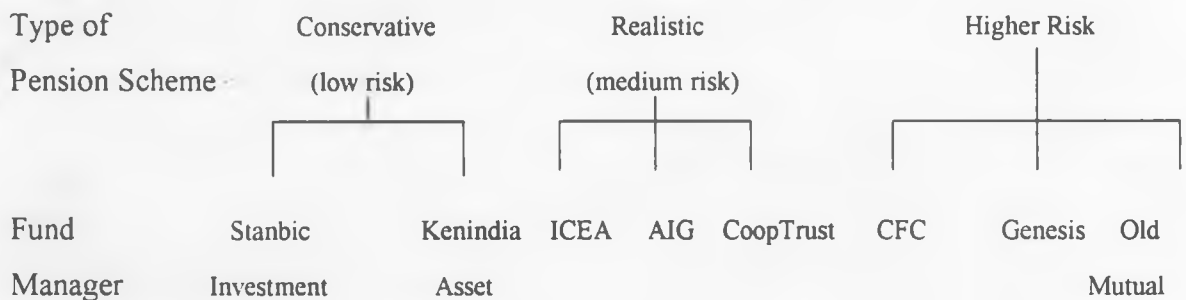 Type of Conservative Realistic Higher Risk
Pension Scheme (low risk) (medium risk)
Fund Stanbic Kenindia ICEA AIG CoopTrust CFC Genesis Old
Manager Investment Asset Mutual